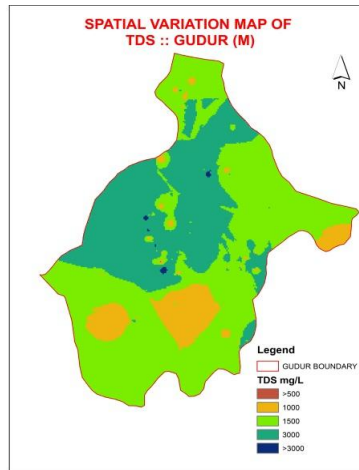 SPATIAL VARIATION MAP OF
TDS :: GUDUR (M)
N
Legend
GUDUR BOUNDARY
TDS mg/L
>500
1000
1500
3000
>3000